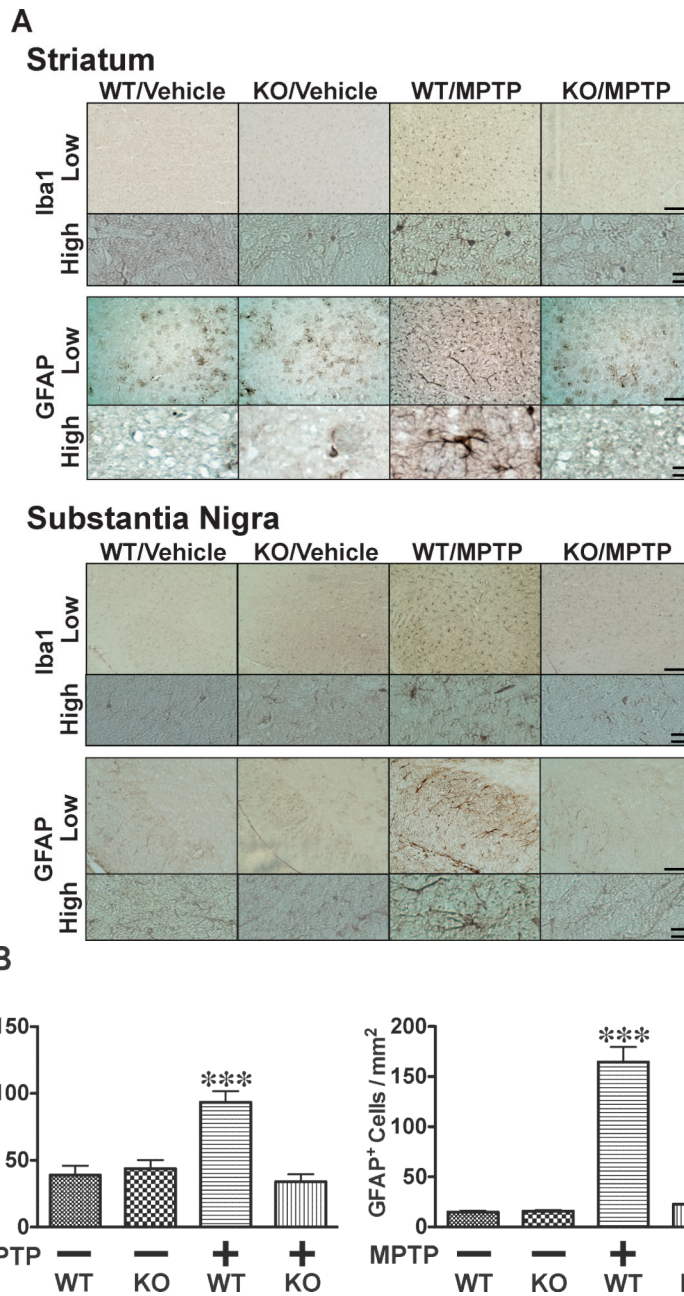 A
Striatum
WT/Vehicle KO/Vehicle WT/MPTP KO/MPTP
Iba1
Low
High
GFAP
Low
High
Substantia Nigra
WT/Vehicle KO/Vehicle WT/MPTP KO/MPTP
Iba1
Low
High
GFAP
Low
High
B
150
100
50
0
PTP — — + +
WT KO WT KO
GFAP+ Cells / mm2
200
150
100
50
0
***
***
MPTP — — +
WT KO WT